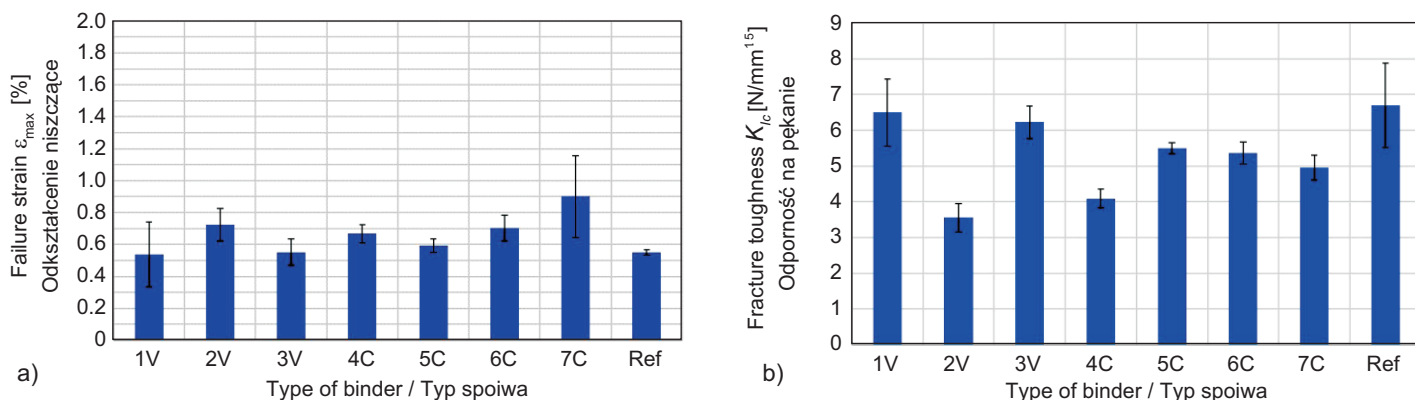 Failure strain εmax [%]
Odkształcenie niszczące
2.0
1.8
1.6
1.4
1.2
1.0
0.8
0.6
0.4
0.2
0
1V 2V 3V 4C 5C 6C 7C Ref
Type of binder / Typ spoiwa
a)
Fracture toughness KIc [N/mm15]
Odporność na pękanie
9
8
7
6
5
4
3
2
1
0
1V 2V 3V 4C 5C 6C 7C Ref
Type of binder / Typ spoiwa
b)